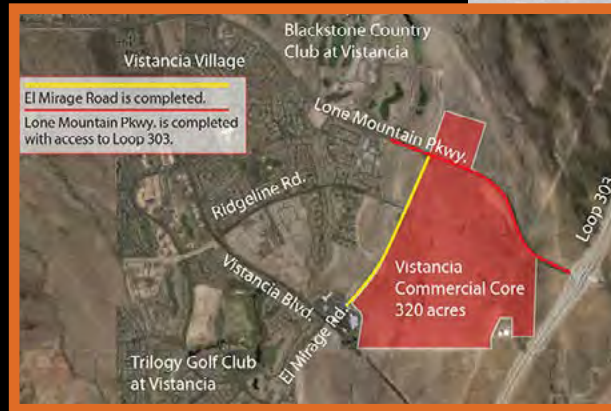 Blackstone Country
Club at Vistancia
Vistancia Village
El Mirage Road is completed.
Lone Mountain Pkwy. is completed
with access to Loop 303.
Lone Mountain Pkwy.
Ridgeline Rd.
Loop 303
Vistancia Blvd.
Vistancia
Commercial Core
320 acres
El Mirage Rd.
Trilogy Golf Club
at Vistancia